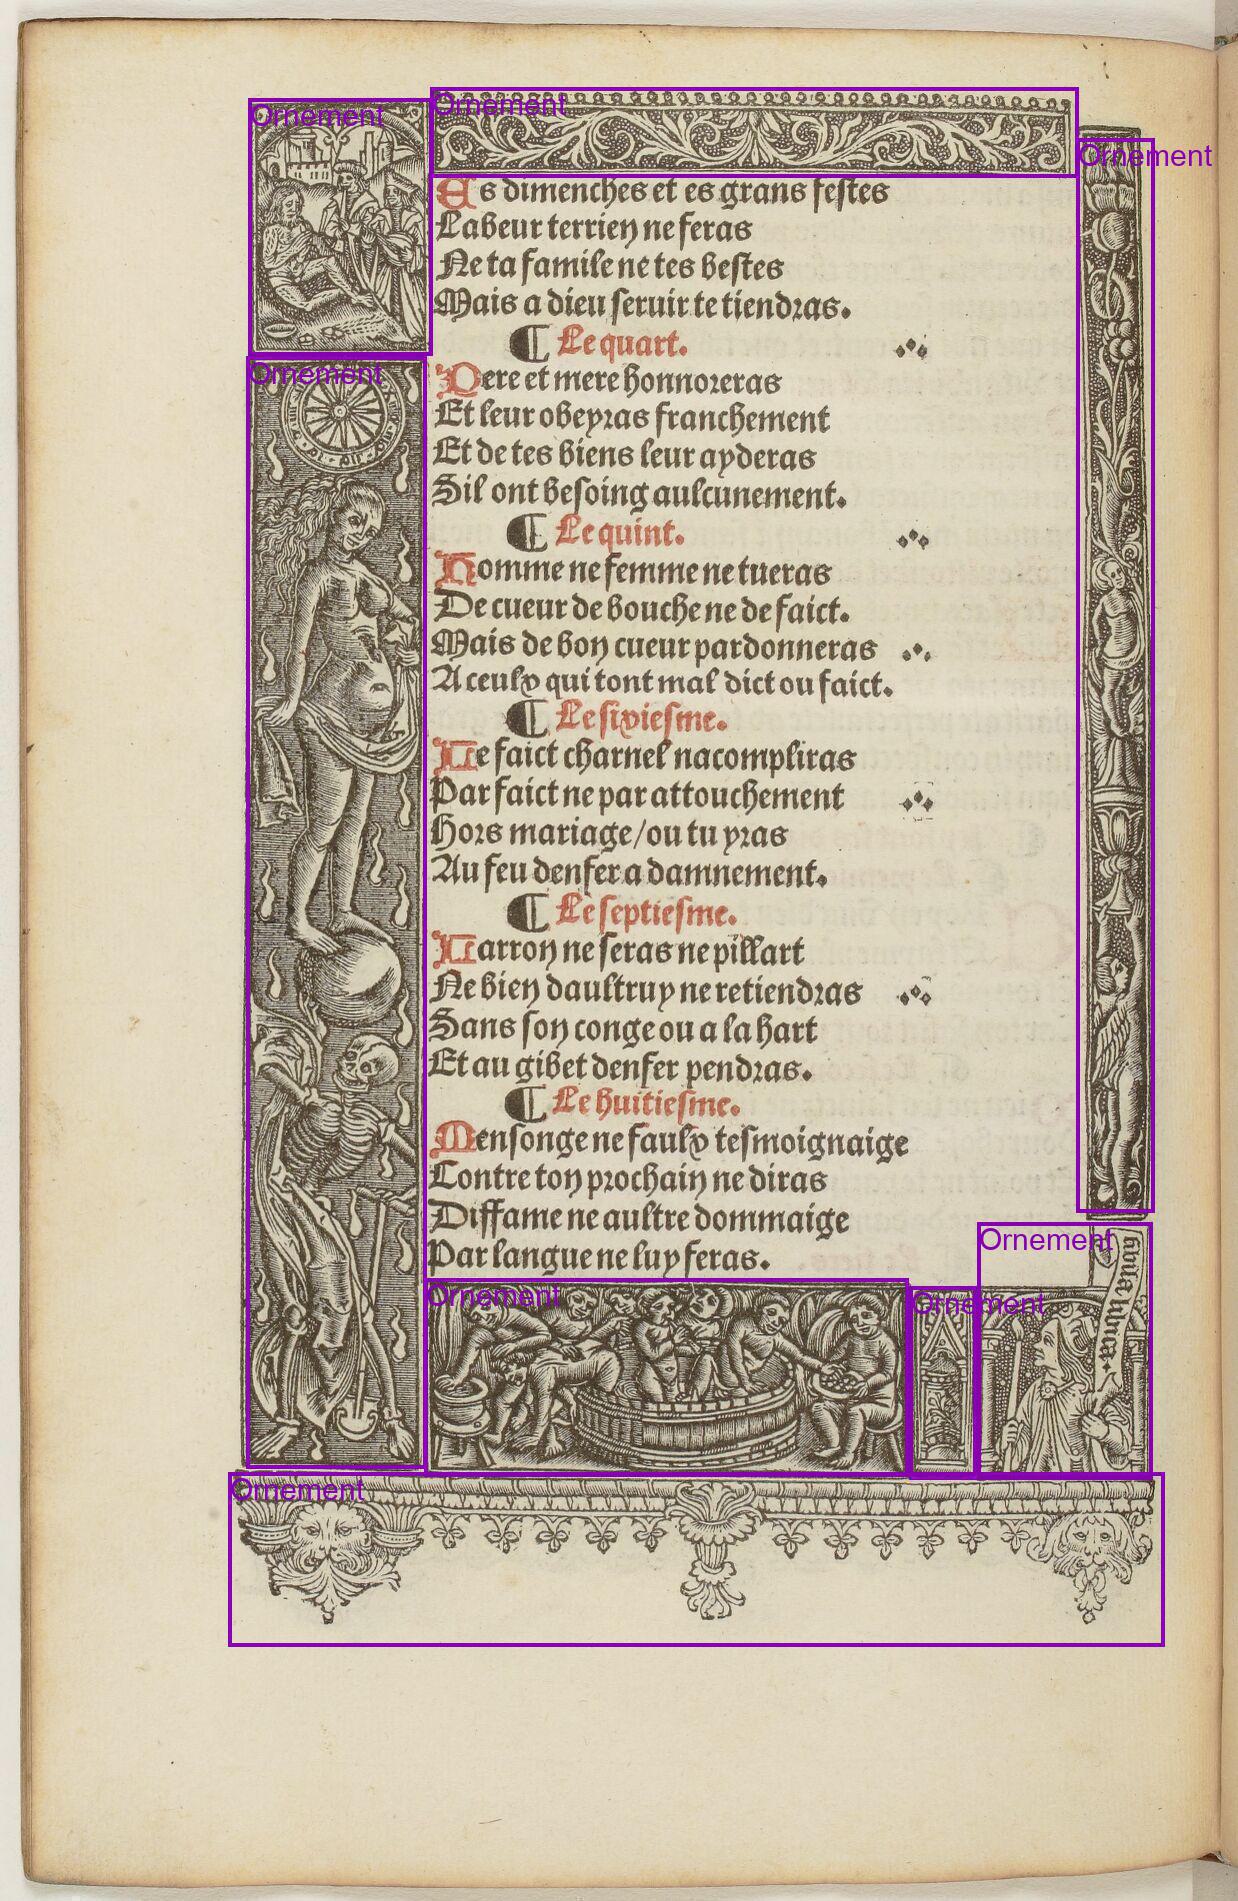 Ornement
Ornement
Ornement
Es dimenches et es grans festes
Labeur terrien ne feras
Ne ta famile ne tes bestes
Mais a dieu seruir te tiendras.
¶ Le quart.
Ornement
Pere et mere honnoreras
Et leur obeyras franchement
Et de tes biens leur ayderas
Sil ont besoing aulcunement.
¶ Le quint.
Homme ne femme ne tueras
De cueur de bouche ne de faict.
Mais de bon cueur pardonneras
A ceulx qui tont mal dict ou faict.
¶ Le sixiesme.
Le faict charnel nacompliras
Par faict ne par attouchement
Hors mariage/ou tu yras
Au feu denfer a damnement.
¶ Le septiesme.
Larron ne seras ne pillart
Ne bien daultruy ne retiendras
Sans son conge ou a la hart
Et au gibet denfer pendras.
¶ Le huitiesme.
Mensonge ne faulx tesmoignaige
Contre ton prochain ne diras
Diffame ne aultre dommaige
Par langue ne luy feras.
Ornement
Ornement
Ornement
Ornement